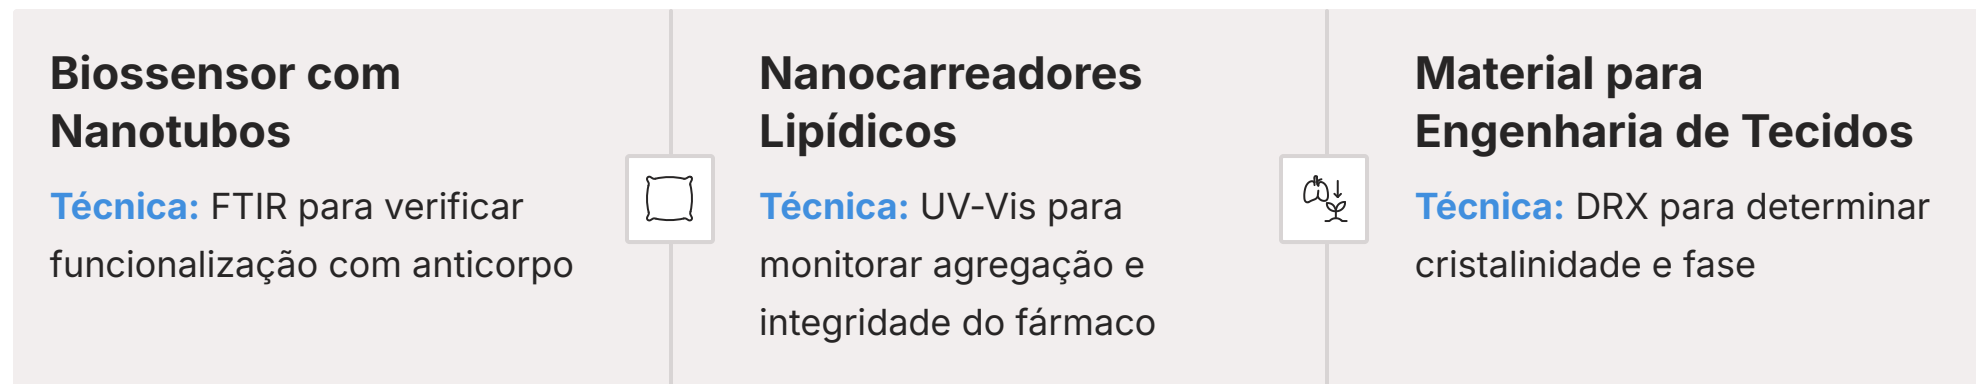 Biossensor com
Nanotubos
Técnica: FTIR para verificar
funcionalização com anticorpo
Nanocarreadores
Lipídicos
Técnica: UV-Vis para
monitorar agregação e
integridade do fármaco
Material para
Engenharia de Tecidos
Técnica: DRX para determinar
cristalinidade e fase